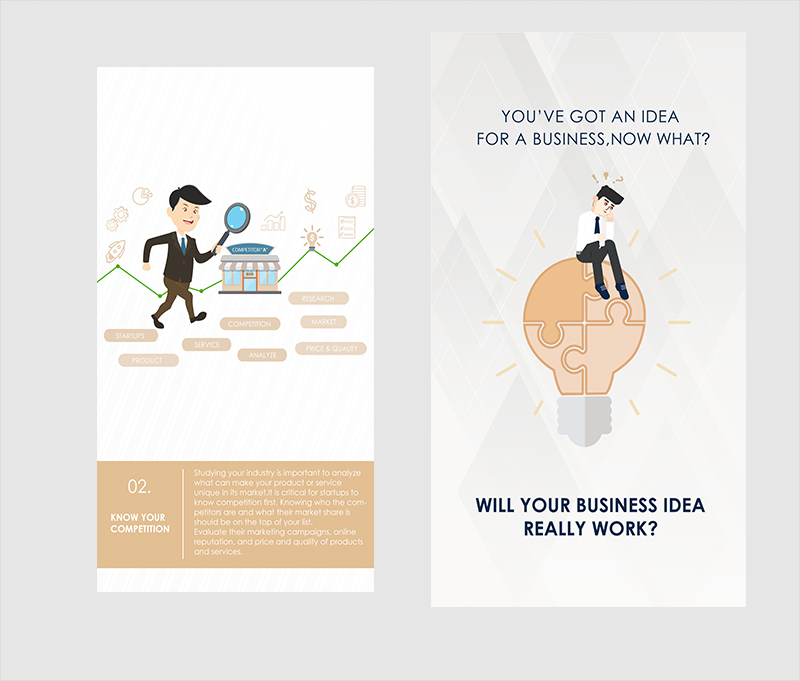 COMPETITOR "A"
RESEARCH
COMPETITION
MARKET
STARTUPS
SERVICE
PRICE & QUALITY
PRODUCT
ANALYZE
02.
KNOW YOUR
COMPETITION
Studying your industry is important to analyze
what can make your product or service
unique in its market.It is critical for startups to
know competition first. Knowing who the com-
petitors are and what their market share is
should be on the top of your list.
Evaluate their marketing campaigns, online
reputation, and price and quality of products
and services.
YOU'VE GOT AN IDEA
FOR A BUSINESS,NOW WHAT?
WILL YOUR BUSINESS IDEA
REALLY WORK?